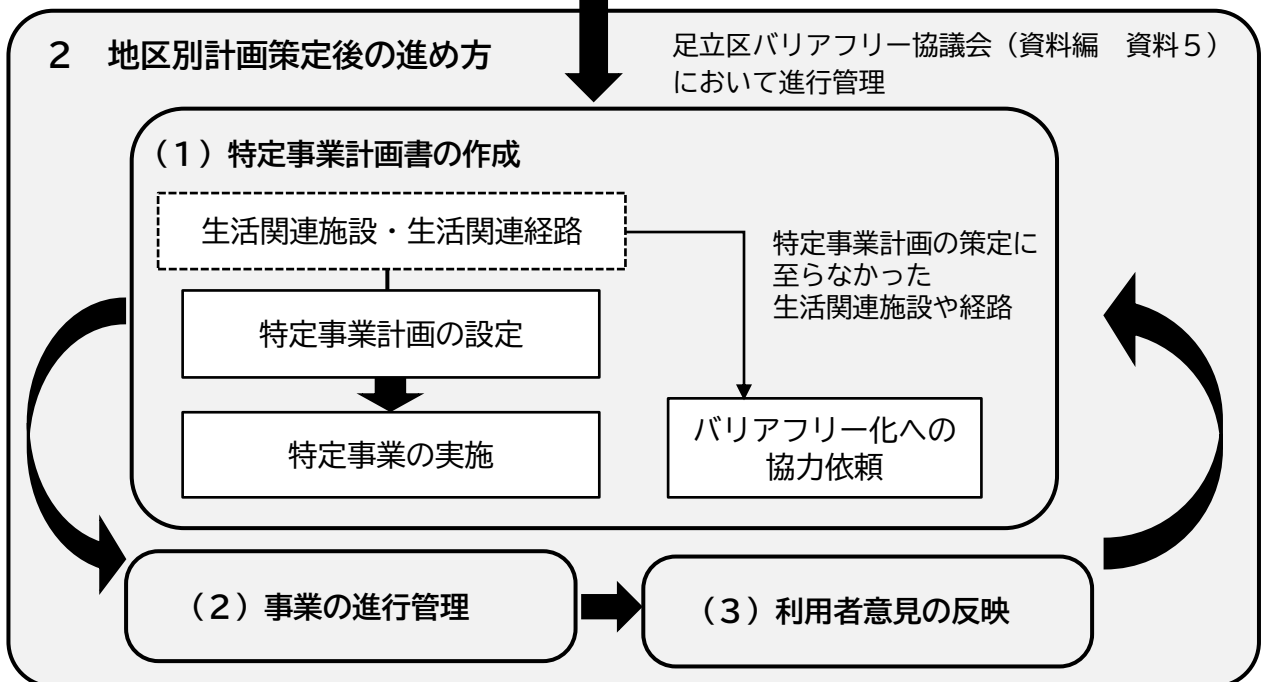 2　地区別計画策定後の進め方
足立区バリアフリー協議会（資料編　資料５）
において進行管理
（１）特定事業計画書の作成
生活関連施設・生活関連経路
特定事業計画の設定
特定事業の実施
特定事業計画の策定に
至らなかった
生活関連施設や経路
バリアフリー化への
協力依頼
（２）事業の進行管理
（３）利用者意見の反映